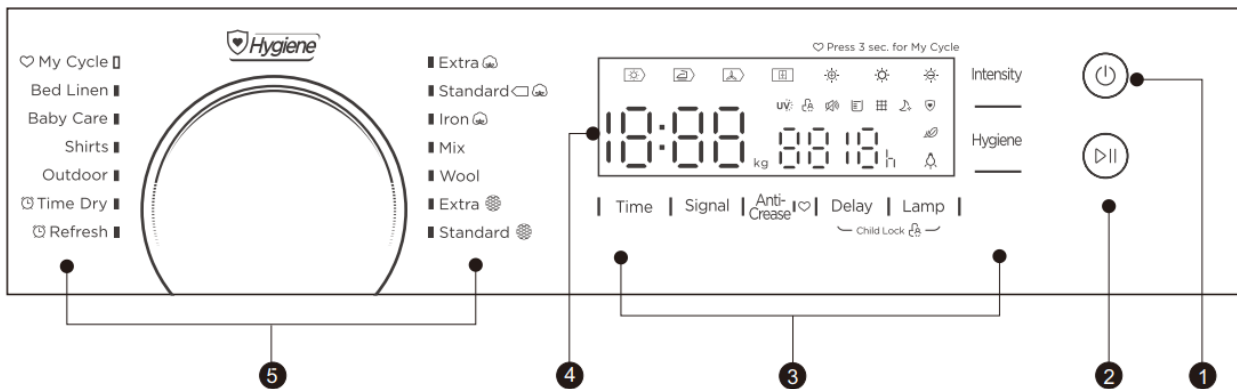 Hygiene
♡ My Cycle
Bed Linen
Baby Care
Shirts
Outdoor
Time Dry
Refresh
Extra
Standard
Iron
Mix
Wool
Extra
Standard
♡ Press 3 sec. for My Cycle
UV
18:88
kg
8818h
Intensity
Hygiene
Time
Signal
Anti-
Crease
♡
Delay
Lamp
Child Lock
5
4
3
2
1